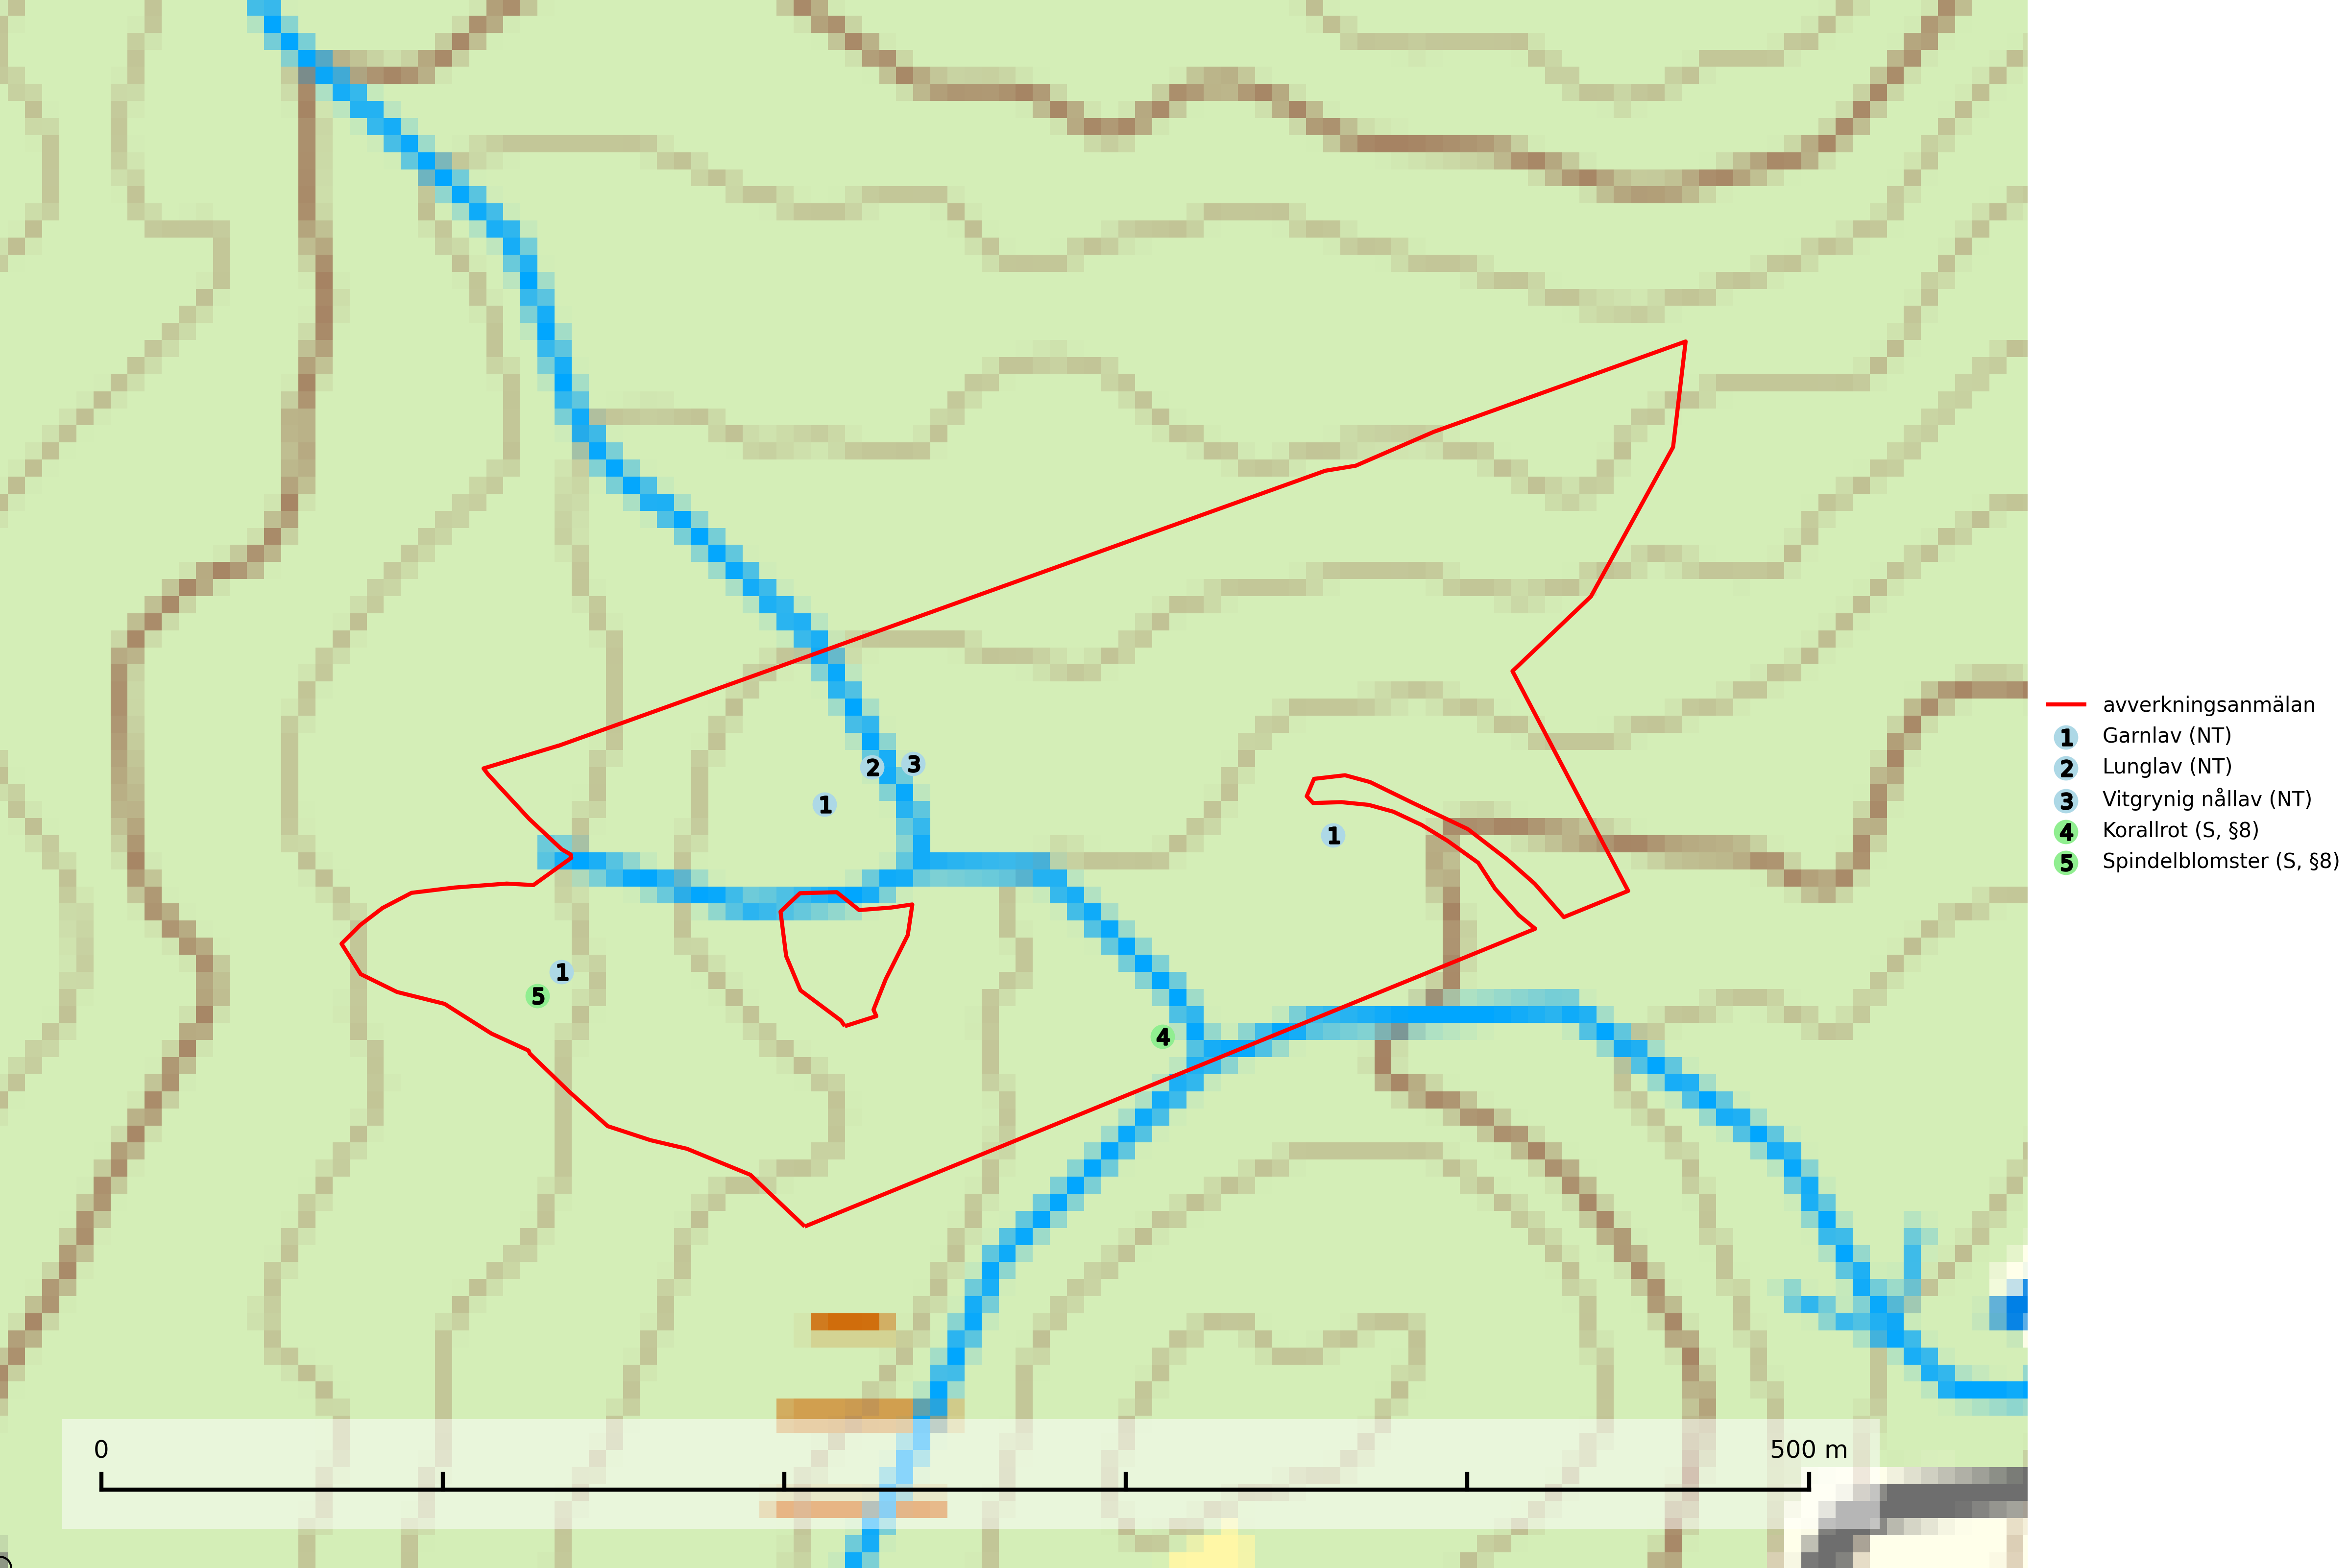 2
3
1
1
1
5
4
avverkningsanmälan
1 Garnlav (NT)
2 Lunglav (NT)
3 Vitgrynig nållav (NT)
4 Korallrot (S, §8)
5 Spindelblomster (S, §8)
0 500 m